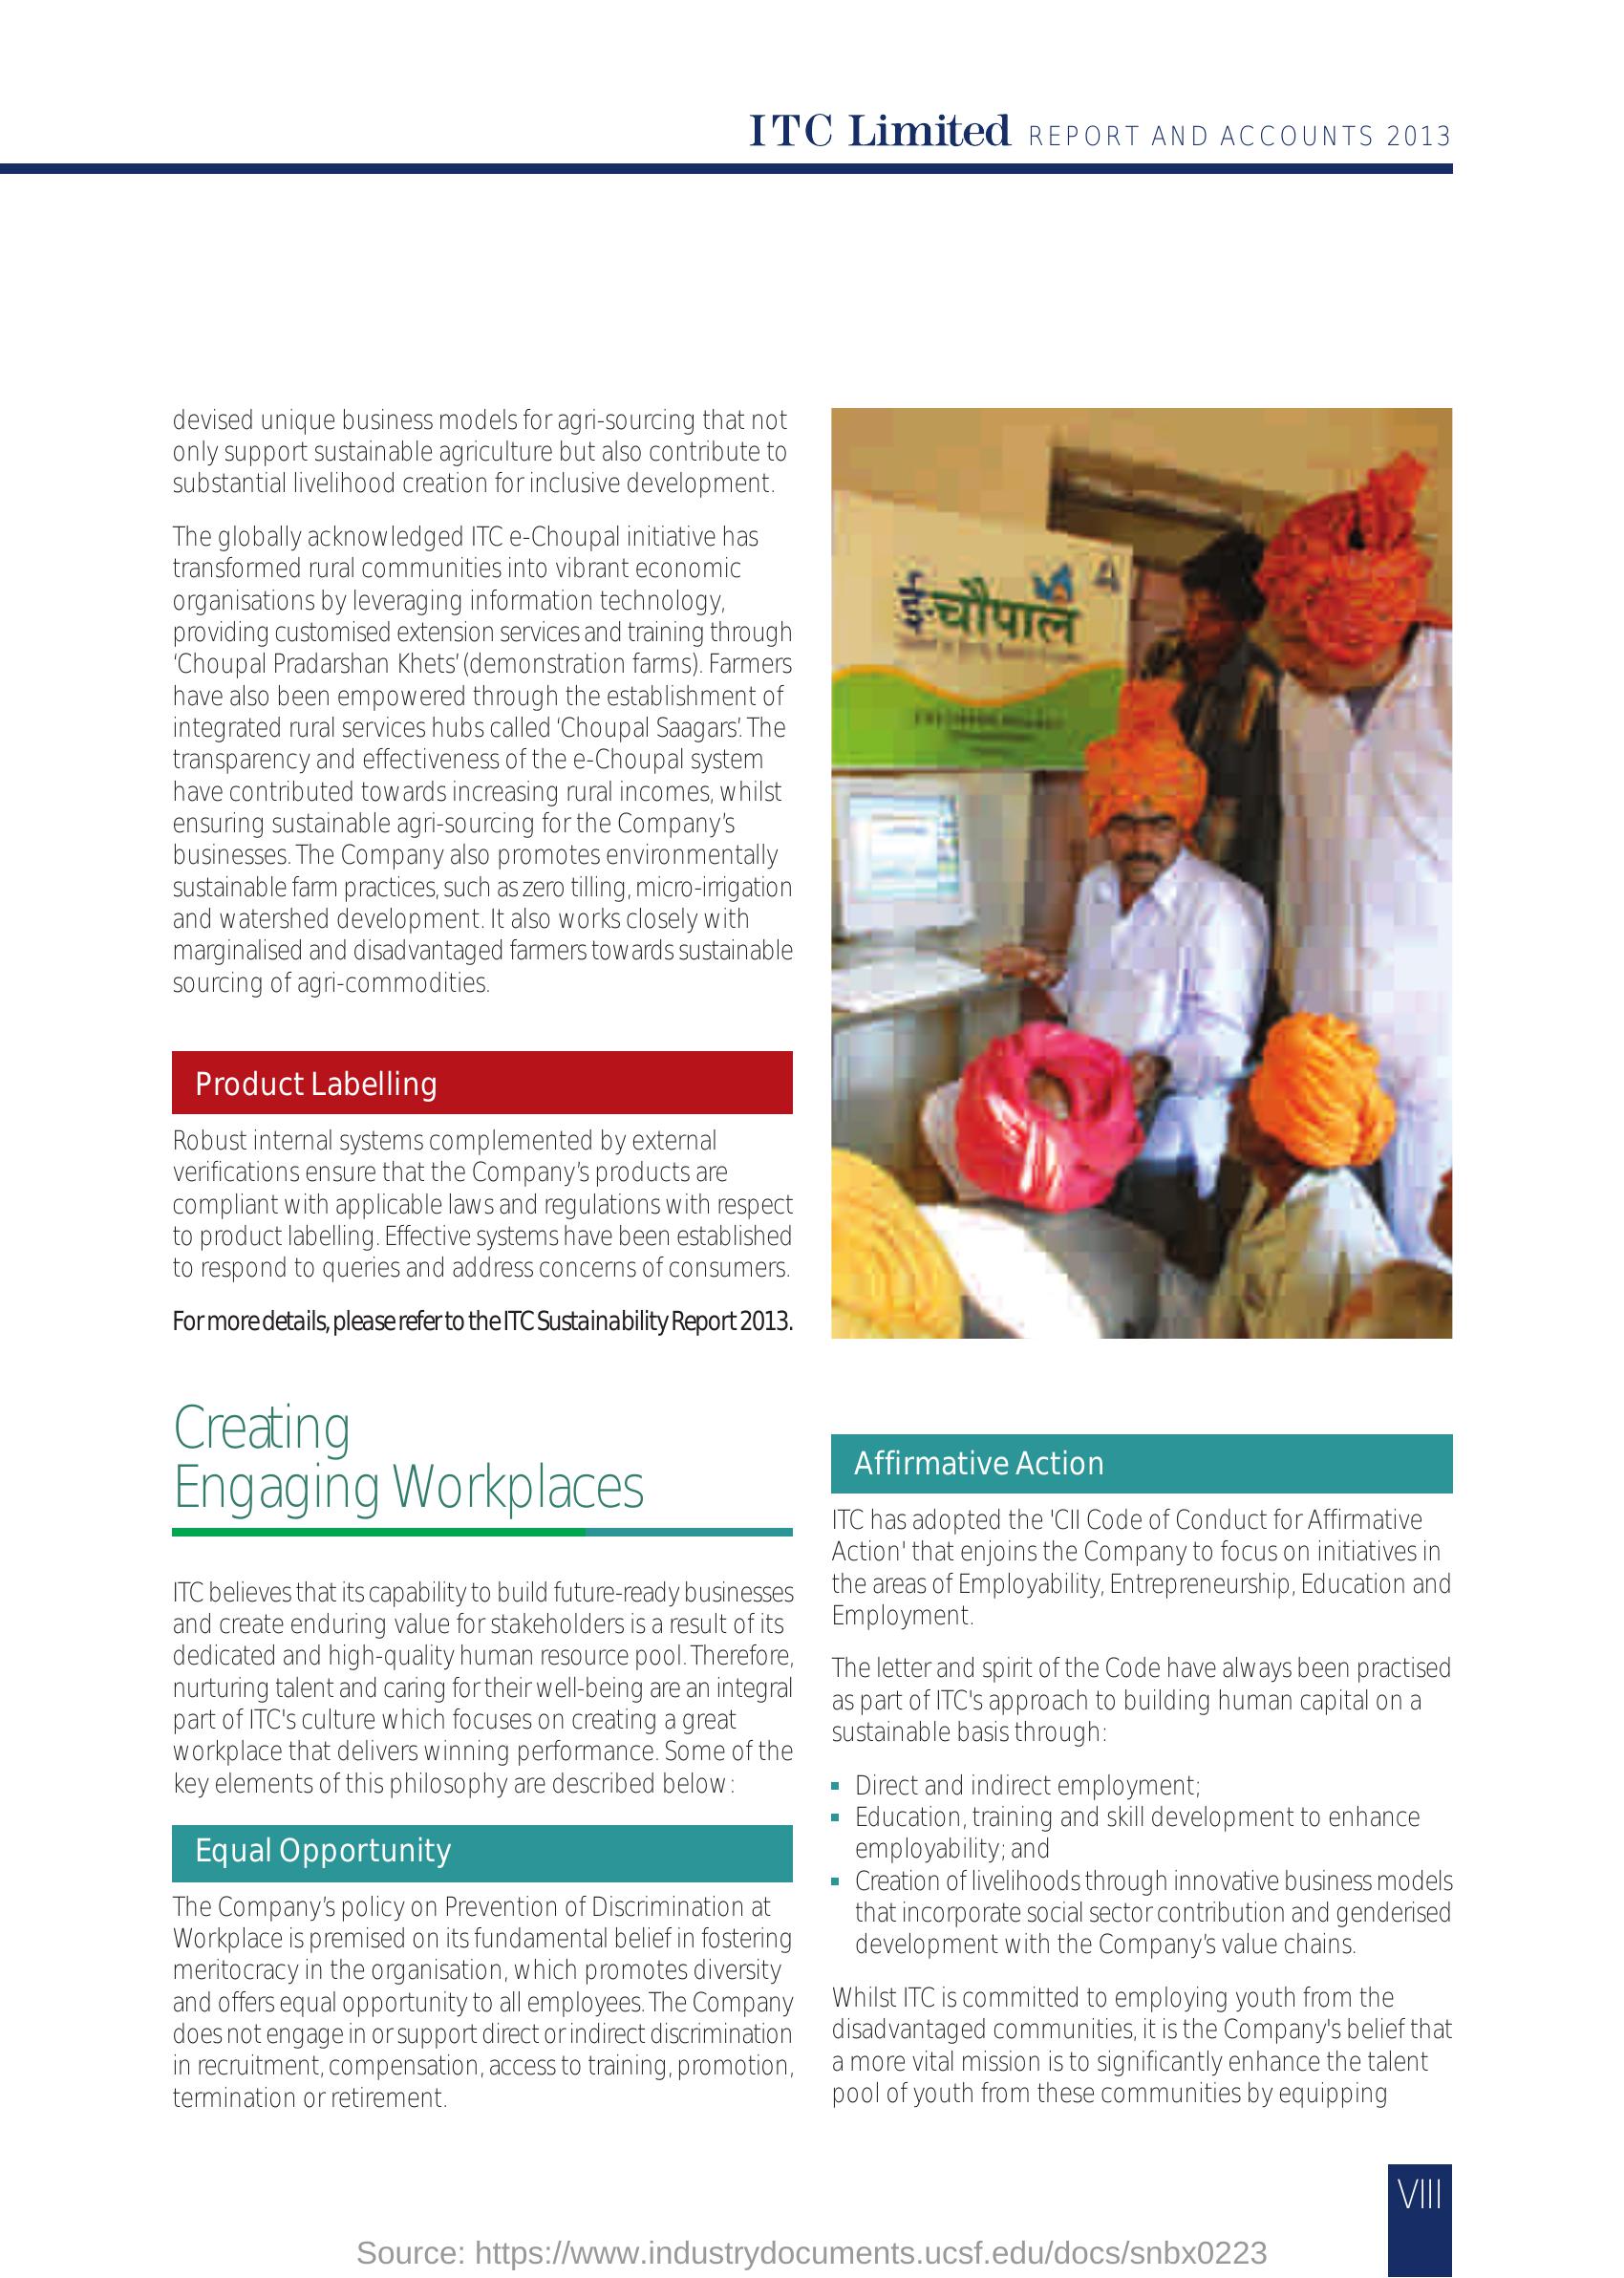 ITC Limited REPORT AND ACCOUNTS 2013
devised unique business models for agri-sourcing that not
only support sustainable agriculture but also contribute to
substantial livelihood creation for inclusive development.
The globally acknowledged ITC e-Choupal initiative has
transformed rural communities into vibrant economic
organisations by leveraging information technology,
providing customised extension services and training through
‘Choupal Pradarshan Khets’ (demonstration farms). Farmers
have also been empowered through the establishment of
integrated rural services hubs called ‘Choupal Saagars’. The
transparency and effectiveness of the e-Choupal system
have contributed towards increasing rural incomes, whilst
ensuring sustainable agri-sourcing for the Company’s
businesses. The Company also promotes environmentally
sustainable farm practices, such as zero tilling, micro-irrigation
and watershed development. It also works closely with
marginalised and disadvantaged farmers towards sustainable
sourcing of agri-commodities.
Product Labelling
Robust internal systems complemented by external
verifications ensure that the Company’s products are
compliant with applicable laws and regulations with respect
to product labelling. Effective systems have been established
to respond to queries and address concerns of consumers.
For more details, please refer to the ITC Sustainability Report 2013.
ई-चौपाल
4
Creating
Engaging Workplaces
ITC believes that its capability to build future-ready businesses
and create enduring value for stakeholders is a result of its
dedicated and high-quality human resource pool. Therefore,
nurturing talent and caring for their well-being are an integral
part of ITC's culture which focuses on creating a great
workplace that delivers winning performance. Some of the
key elements of this philosophy are described below:
Equal Opportunity
The Company’s policy on Prevention of Discrimination at
Workplace is premised on its fundamental belief in fostering
meritocracy in the organisation, which promotes diversity
and offers equal opportunity to all employees. The Company
does not engage in or support direct or indirect discrimination
in recruitment, compensation, access to training, promotion,
termination or retirement.
Affirmative Action
ITC has adopted the 'CII Code of Conduct for Affirmative
Action' that enjoins the Company to focus on initiatives in
the areas of Employability, Entrepreneurship, Education and
Employment.
The letter and spirit of the Code have always been practised
as part of ITC's approach to building human capital on a
sustainable basis through:
▪ Direct and indirect employment;
▪ Education, training and skill development to enhance
employability; and
▪ Creation of livelihoods through innovative business models
that incorporate social sector contribution and genderised
development with the Company’s value chains.
Whilst ITC is committed to employing youth from the
disadvantaged communities, it is the Company's belief that
a more vital mission is to significantly enhance the talent
pool of youth from these communities by equipping
VIII
Source: https://www.industrydocuments.ucsf.edu/docs/snbx0223